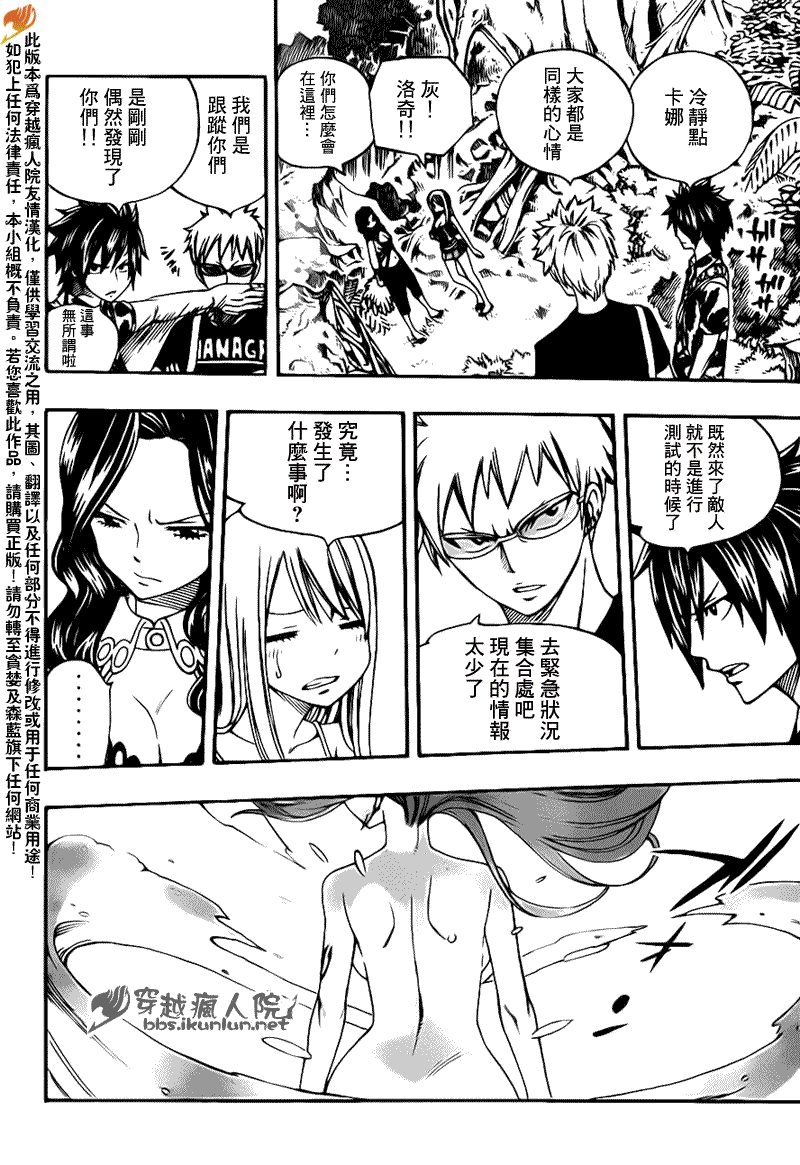 冷靜點
卡娜
大家都是
同樣的心情
灰!
洛奇!!
你們怎麼會
在這裡…
我們是
跟蹤你們
是剛剛
偶然發現了
你們!!
這事
無所謂啦
MANAG
既然來了敵人
就不是進行
測試的時候了
去緊急狀況
集合處吧
現在的情報
太少了
究竟…
發生了
什麼事啊?
………
穿越瘋人院
bbs.ikunlun.net
此版本爲穿越瘋人院友情漢化,僅供學習交流之用,其圖、翻譯以及任何部分不得進行修改或用于任何商業用途!
如犯上任何法律責任,本小組概不負責。若您喜歡此作品,請購買正版!請勿轉至貪婪及森藍旗下任何網站!